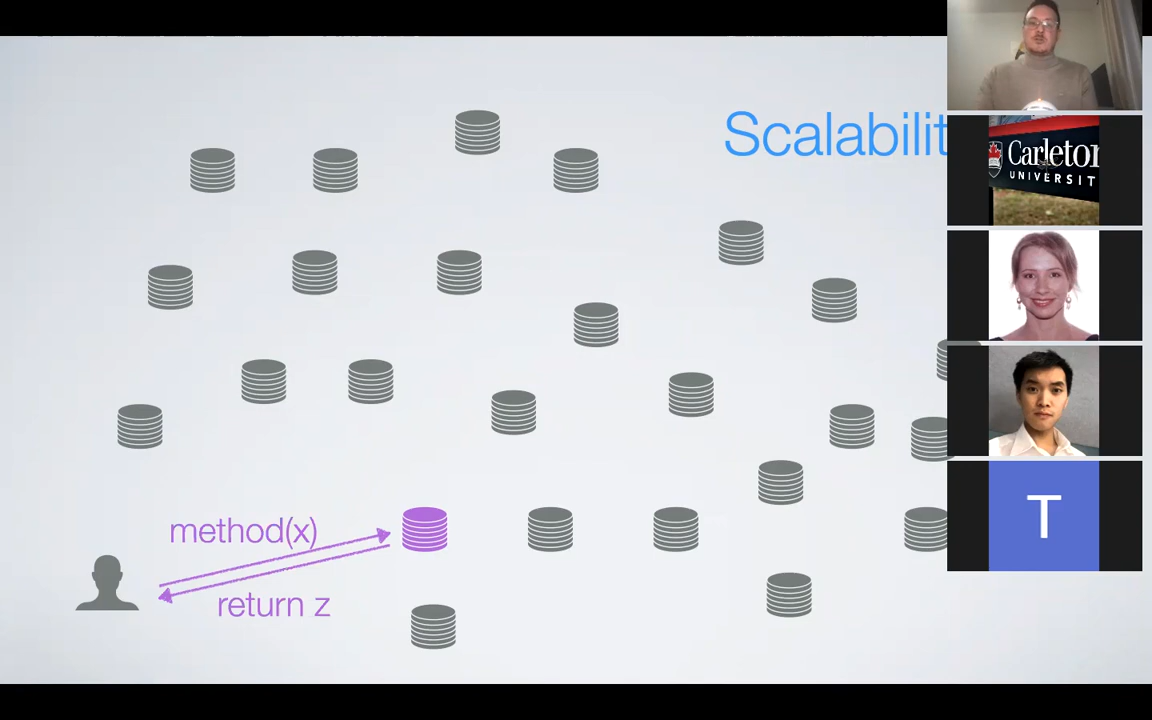 Scalabilit
Carleton
UNIVERSIT
method(x)
return z
T